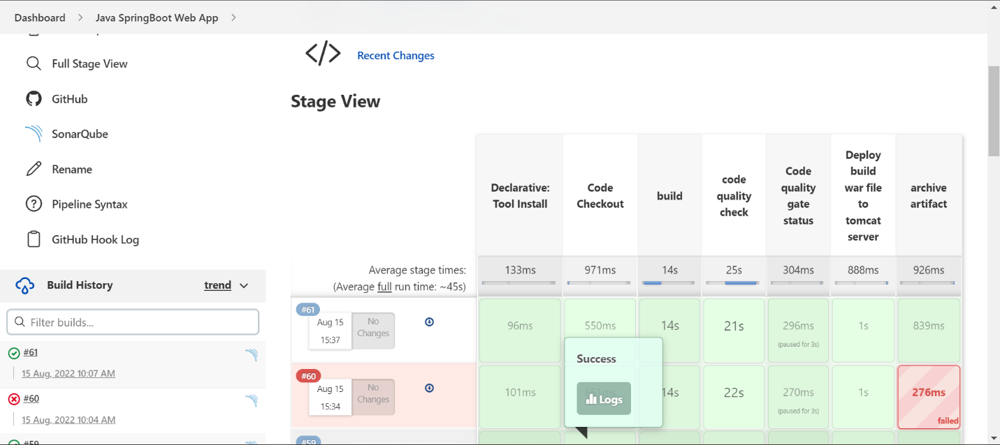 Dashboard
Java SpringBoot Web App
Full Stage View
GitHub
SonarQube
Rename
Pipeline Syntax
GitHub Hook Log
Build History
trend
Filter builds...
#61
15 Aug, 2022 10:07 AM
#60
15 Aug, 2022 10:04 AM
#59
Recent Changes
Stage View
Declarative:
Tool Install
Code
Checkout
build
code
quality
check
Code
quality
gate
status
Deploy
build
war file
to
tomcat
server
archive
artifact
Average stage times:
(Average full run time: ~45s)
133ms
971ms
14s
25s
304ms
888ms
926ms
#61
Aug 15
15:37
No
Changes
96ms
550ms
14s
21s
296ms
(paused for 3s)
1s
839ms
Success
Logs
#60
Aug 15
15:34
No
Changes
101ms
14s
22s
270ms
(paused for 3s)
1s
276ms
failed
#59